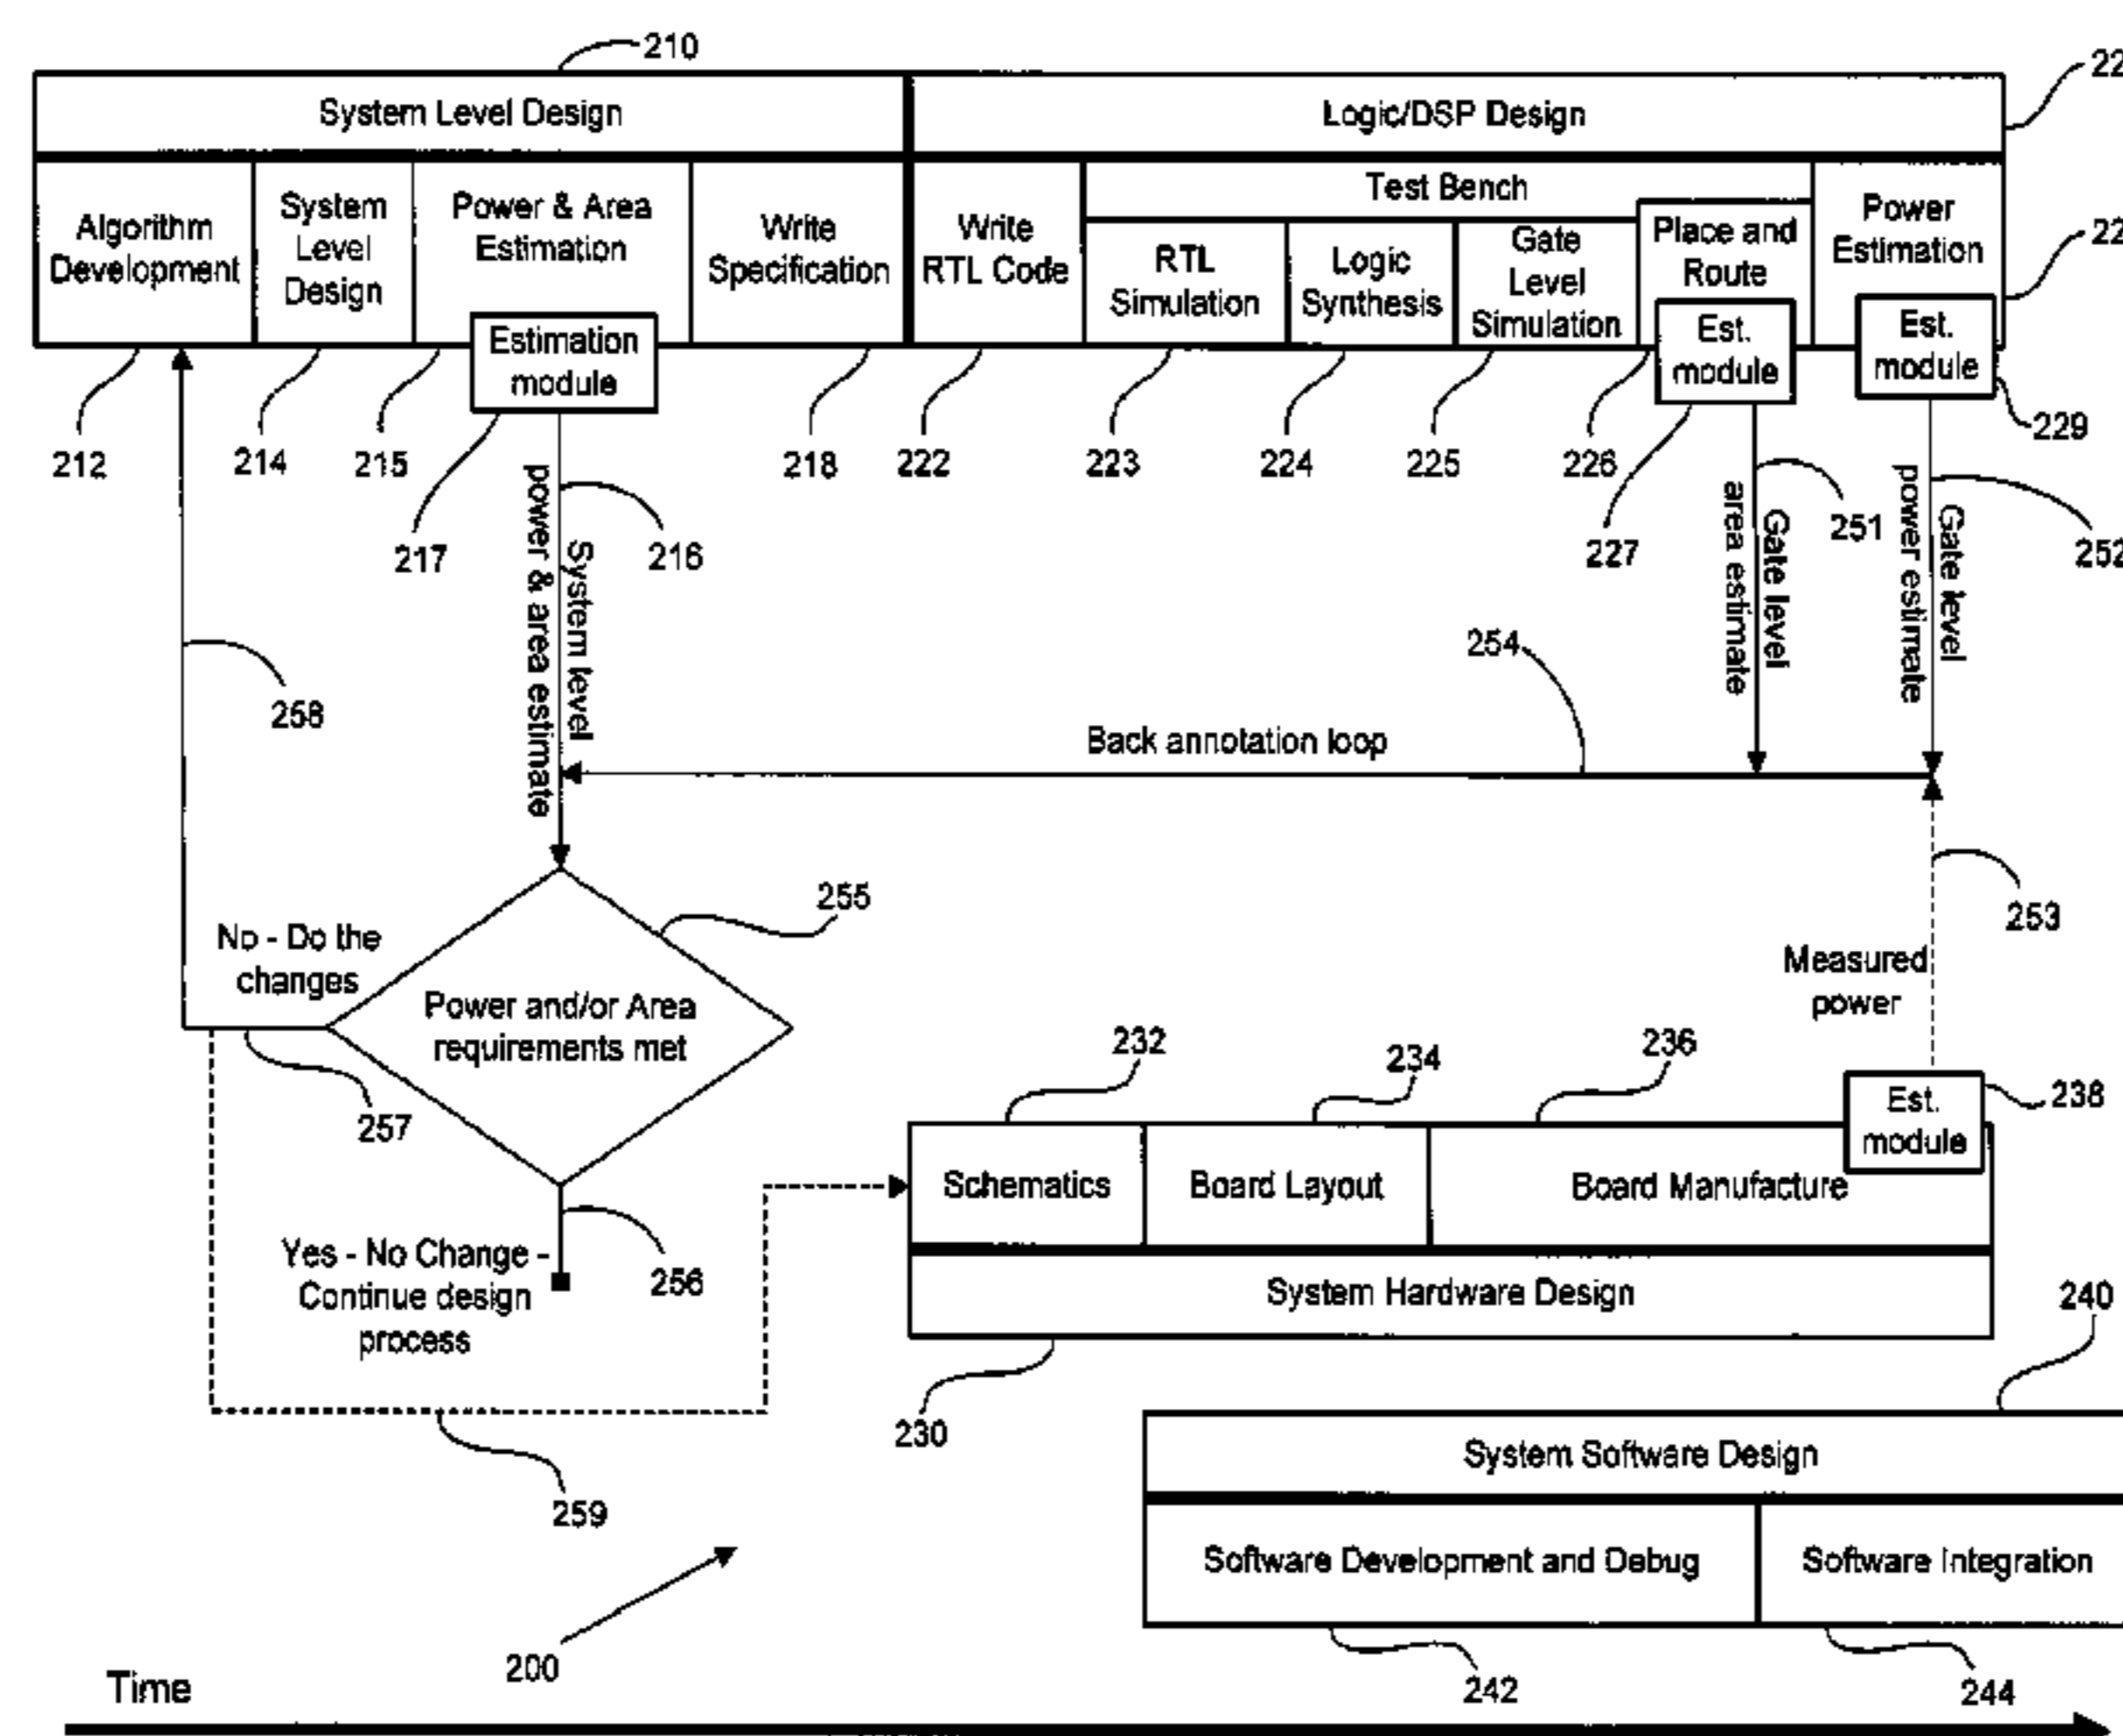 210
22
System Level Design
Logic/DSP Design
Algorithm
Development
System
Level
Design
Power & Area
Estimation
Estimation
module
Write
Specification
Write
RTL Code
Test Bench
RTL
Simulation
Logic
Synthesis
Gate
Level
Simulation
Place and
Route
Est.
module
Power
Estimation
22
Est.
module
229
212
214
215
218
222
223
224
225
226
217
216
227
251
252
System level
power & area estimate
Gate level
area estimate
Gate level
power estimate
254
258
Back annotation loop
255
253
No - Do the
changes
Measured
power
Power and/or Area
requirements met
257
232
234
236
Est.
module
238
Schematics
Board Layout
Board Manufacture
Yes - No Change -
Continue design
process
256
System Hardware Design
240
230
259
System Software Design
Software Development and Debug
Software Integration
200
242
244
Time